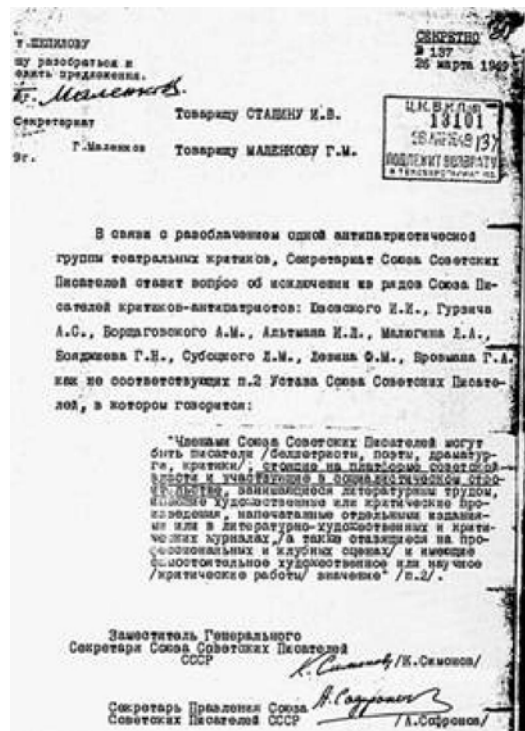 т. ШЕПИЛОВУ
шу разобраться и
предложения.
Маленков
Секретариат
Г. Маленков
9г.
СЕКРЕТНО
№ 137
26 марта 1949
Товарищу СТАЛИНУ И.В.
Товарищу МАЛЕНКОВУ Г.М.
13101
137
ПОДЛЕЖИТ ВОЗВРАТУ
В связи с разоблачением одной антипатриотической
группы театральных критиков, Секретариат Союза Советских
Писателей ставит вопрос об исключении из рядов Союза Пи-
сателей критиков-антипатриотов: Юзовского И.И., Гурвича
А.С., Борщаговского А.М., Альтмана И.Л., Малюгина Л.А.,
Бояджиева Г.Н., Субоцкого Л.М., Левина Ф.М., Бровмана Г.А.
как не соответствующих п.2 Устава Союза Советских Писате-
лей, в котором говорится:
"Членами Союза Советских Писателей могут
быть писатели /беллетристы, поэты, драматур-
ги, критики/, стоящие на платформе советской
власти и участвующие в социалистическом стро-
ительстве, занимающиеся литературным трудом,
имеющие художественные или критические про-
изведения, напечатанные отдельными издания-
ми или в литературно-художественных и крити-
ческих журналах, /а также ставящиеся на про-
фессиональных и клубных сценах/ и имеющие
самостоятельное художественное или научное
/критические работы/ значение" /п.2/.
Заместитель Генерального
Секретаря Союза Советских Писателей
СССР
К. Симонов /К.Симонов/
Секретарь Правления Союза
Советских Писателей СССР
А. Софронов /А.Софронов/